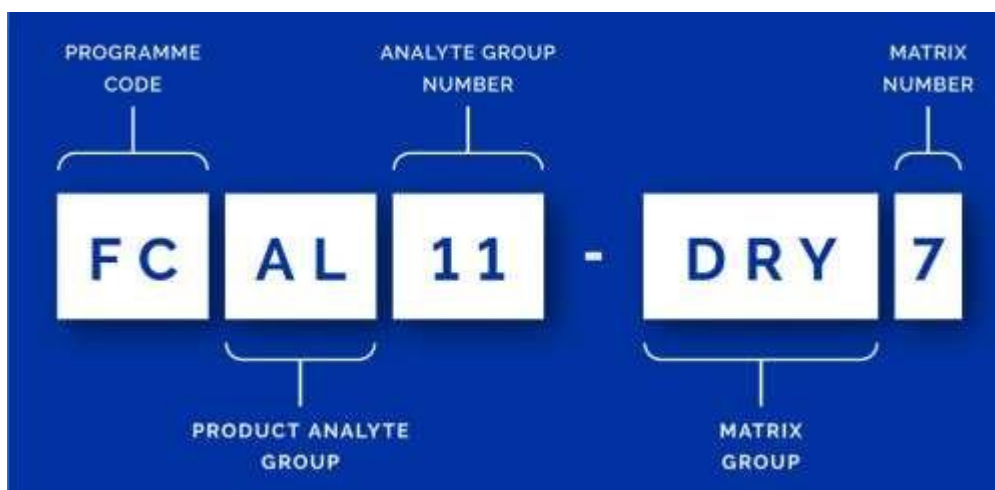 PROGRAMME
CODE
ANALYTE GROUP
NUMBER
MATRIX
NUMBER
FC AL 11 - DRY 7
PRODUCT ANALYTE
GROUP
MATRIX
GROUP